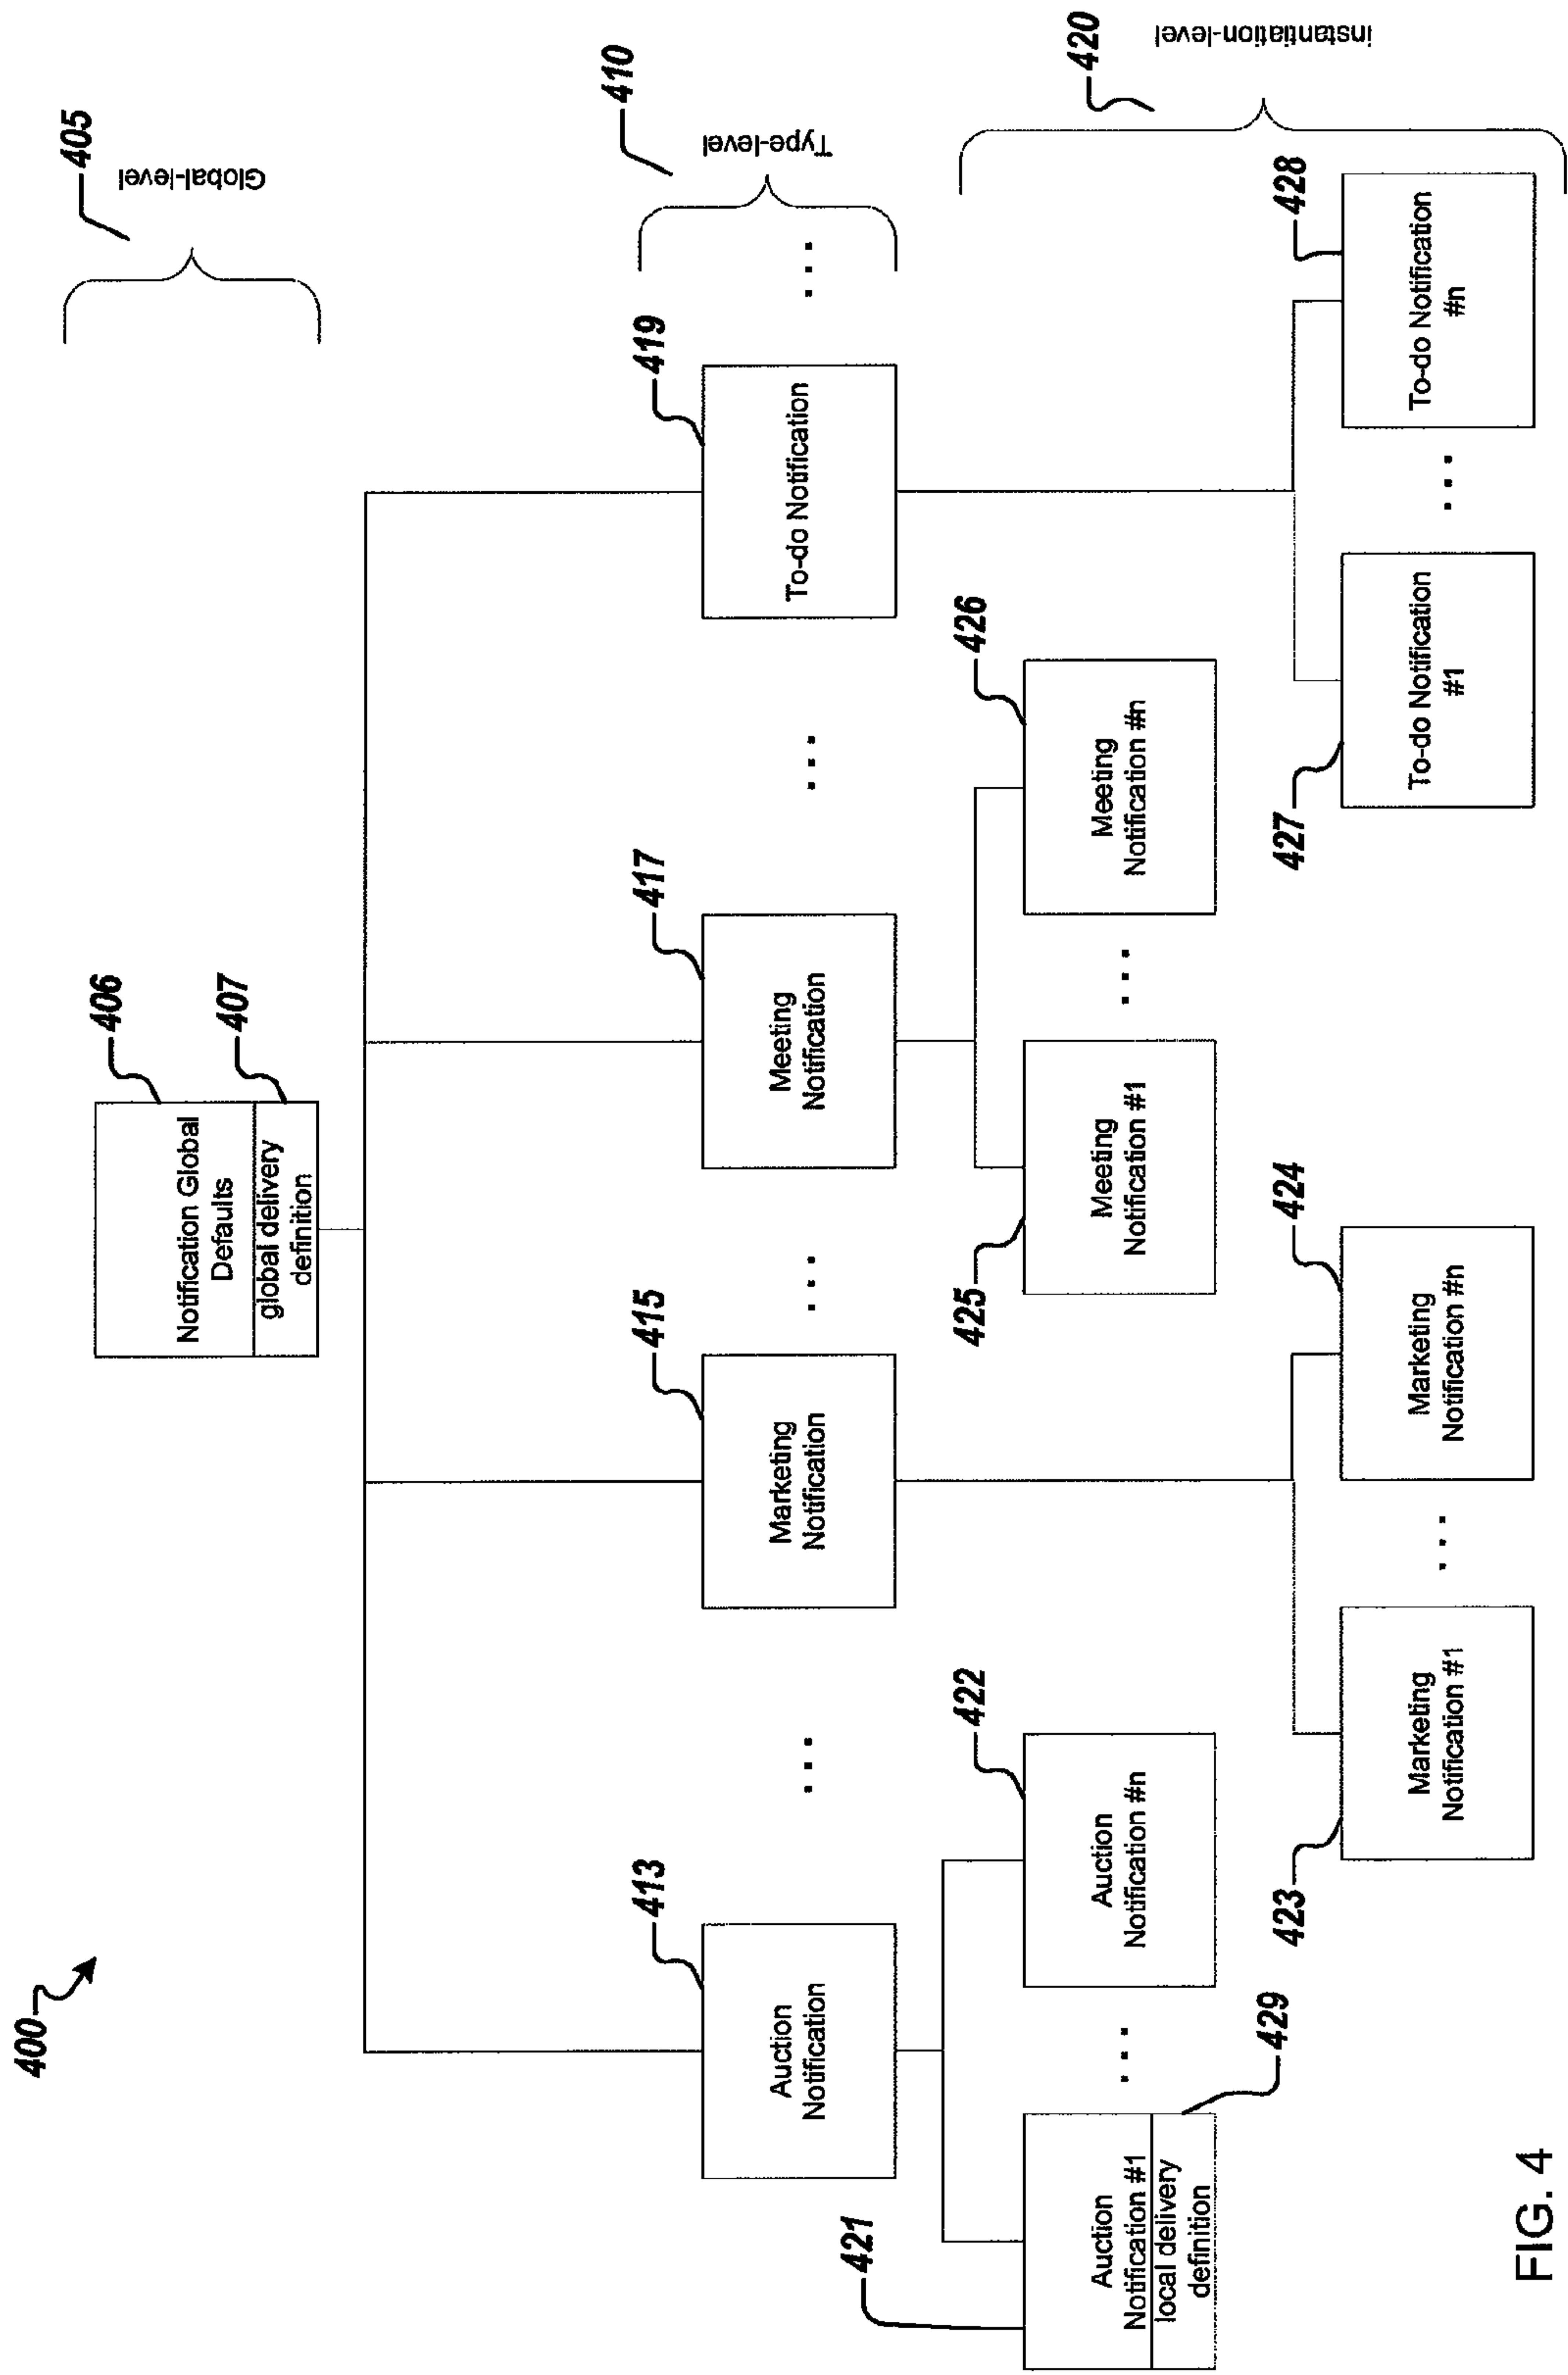 400
406
Notification Global
Defaults
407
global delivery
definition
405
Global-level
413
Auction
Notification
...
415
Marketing
Notification
...
417
Meeting
Notification
...
419
To-do Notification
...
410
Type-level
421
Auction
Notification #1
local delivery
definition
429
...
422
Auction
Notification #n
425
Meeting
Notification #1
...
426
Meeting
Notification #n
420
instantiation-level
423
Marketing
Notification #1
...
424
Marketing
Notification #n
427
To-do Notification
#1
...
428
To-do Notification
#n
FIG. 4